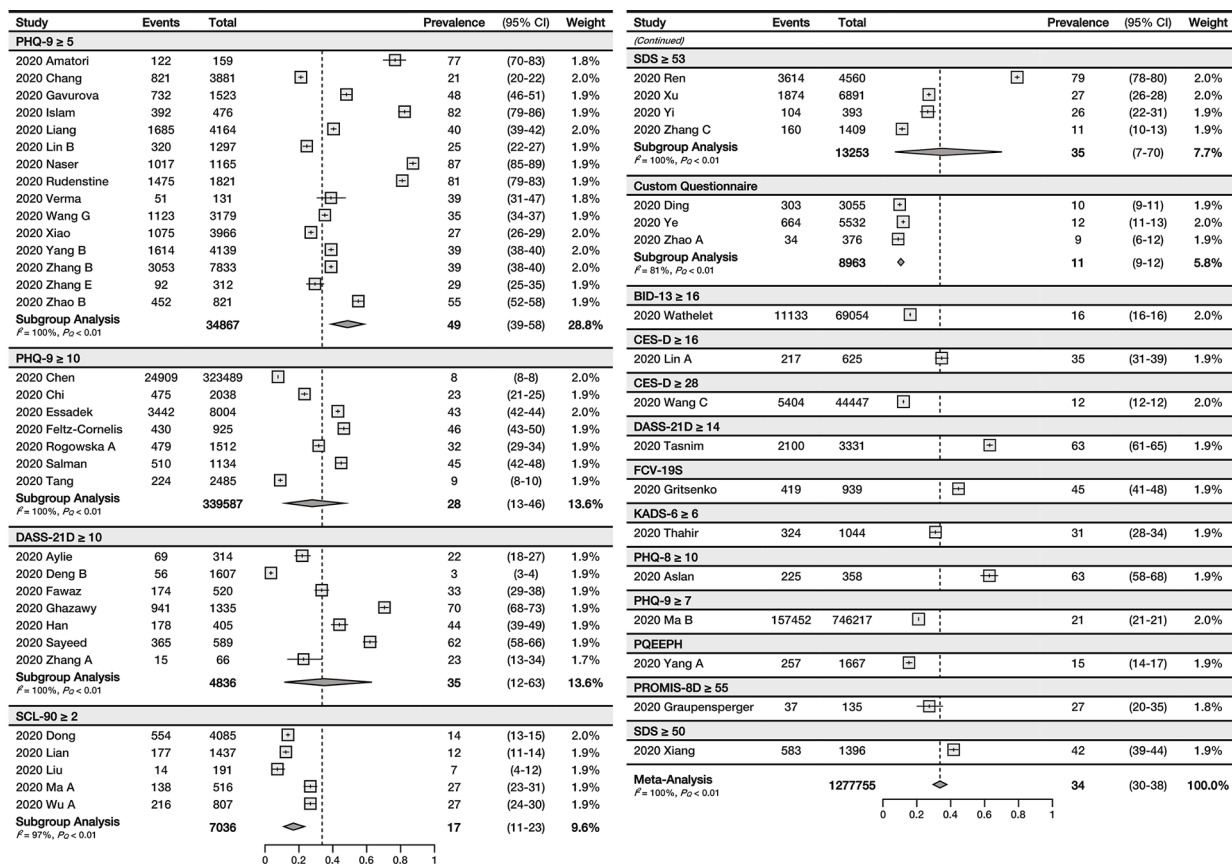 Study Events Total Prevalence (95% CI) Weight
PHQ-9 ≥ 5
2020 Amatori 122 159 77 (70-83) 1.8%
2020 Chang 821 3881 21 (20-22) 2.0%
2020 Gavurova 732 1523 48 (46-51) 1.9%
2020 Islam 392 476 82 (79-86) 1.9%
2020 Liang 1685 4164 40 (39-42) 2.0%
2020 Lin B 320 1297 25 (22-27) 1.9%
2020 Naser 1017 1165 87 (85-89) 1.9%
2020 Rudenstine 1475 1821 81 (79-83) 1.9%
2020 Verma 51 131 39 (31-47) 1.8%
2020 Wang G 1123 3179 35 (34-37) 1.9%
2020 Xiao 1075 3966 27 (26-29) 1.9%
2020 Yang B 1614 4139 39 (38-40) 2.0%
2020 Zhang B 3053 7833 39 (38-40) 2.0%
2020 Zhang E 92 312 29 (25-35) 1.9%
2020 Zhao B 452 821 55 (52-58) 1.9%
Subgroup Analysis 34867 49 (39-58) 28.8%
I² = 100%, PQ < 0.01
PHQ-9 ≥ 10
2020 Chen 24909 323489 8 (8-8) 2.0%
2020 Chi 475 2038 23 (21-25) 1.9%
2020 Essadek 3442 8004 43 (42-44) 2.0%
2020 Feltz-Cornelis 430 925 46 (43-50) 1.9%
2020 Rogowska A 479 1512 32 (29-34) 1.9%
2020 Salman 510 1134 45 (42-48) 1.9%
2020 Tang 224 2485 9 (8-10) 1.9%
Subgroup Analysis 339587 28 (13-46) 13.6%
I² = 100%, PQ < 0.01
DASS-21D ≥ 10
2020 Aylie 69 314 22 (18-27) 1.9%
2020 Deng B 56 1607 3 (3-4) 1.9%
2020 Fawaz 174 520 33 (29-38) 1.9%
2020 Ghazawy 941 1335 70 (68-73) 1.9%
2020 Han 178 405 44 (39-49) 1.9%
2020 Sayeed 365 589 62 (58-66) 1.9%
2020 Zhang A 15 66 23 (13-34) 1.7%
Subgroup Analysis 4836 35 (12-63) 13.6%
I² = 100%, PQ < 0.01
SCL-90 ≥ 2
2020 Dong 554 4085 14 (13-15) 2.0%
2020 Lian 177 1437 12 (11-14) 1.9%
2020 Liu 14 191 7 (4-12) 1.9%
2020 Ma A 138 516 27 (23-31) 1.9%
2020 Wu A 216 807 27 (24-30) 1.9%
Subgroup Analysis 7036 17 (11-23) 9.6%
I² = 97%, PQ < 0.01
0 0.2 0.4 0.6 0.8 1
Study Events Total Prevalence (95% CI) Weight
(Continued)
SDS ≥ 53
2020 Ren 3614 4560 79 (78-80) 2.0%
2020 Xu 1874 6891 27 (26-28) 2.0%
2020 Yi 104 393 26 (22-31) 1.9%
2020 Zhang C 160 1409 11 (10-13) 1.9%
Subgroup Analysis 13253 35 (7-70) 7.7%
I² = 100%, PQ < 0.01
Custom Questionnaire
2020 Ding 303 3055 10 (9-11) 1.9%
2020 Ye 664 5532 12 (11-13) 2.0%
2020 Zhao A 34 376 9 (6-12) 1.9%
Subgroup Analysis 8963 11 (9-12) 5.8%
I² = 81%, PQ < 0.01
BID-13 ≥ 16
2020 Wathelet 11133 69054 16 (16-16) 2.0%
CES-D ≥ 16
2020 Lin A 217 625 35 (31-39) 1.9%
CES-D ≥ 28
2020 Wang C 5404 44447 12 (12-12) 2.0%
DASS-21D ≥ 14
2020 Tasnim 2100 3331 63 (61-65) 1.9%
FCV-19S
2020 Gritsenko 419 939 45 (41-48) 1.9%
KADS-6 ≥ 6
2020 Thahir 324 1044 31 (28-34) 1.9%
PHQ-8 ≥ 10
2020 Aslan 225 358 63 (58-68) 1.9%
PHQ-9 ≥ 7
2020 Ma B 157452 746217 21 (21-21) 2.0%
PQEEPH
2020 Yang A 257 1667 15 (14-17) 1.9%
PROMIS-8D ≥ 55
2020 Graupensperger 37 135 27 (20-35) 1.8%
SDS ≥ 50
2020 Xiang 583 1396 42 (39-44) 1.9%
Meta-Analysis 1277755 34 (30-38) 100.0%
I² = 100%, PQ < 0.01
0 0.2 0.4 0.6 0.8 1